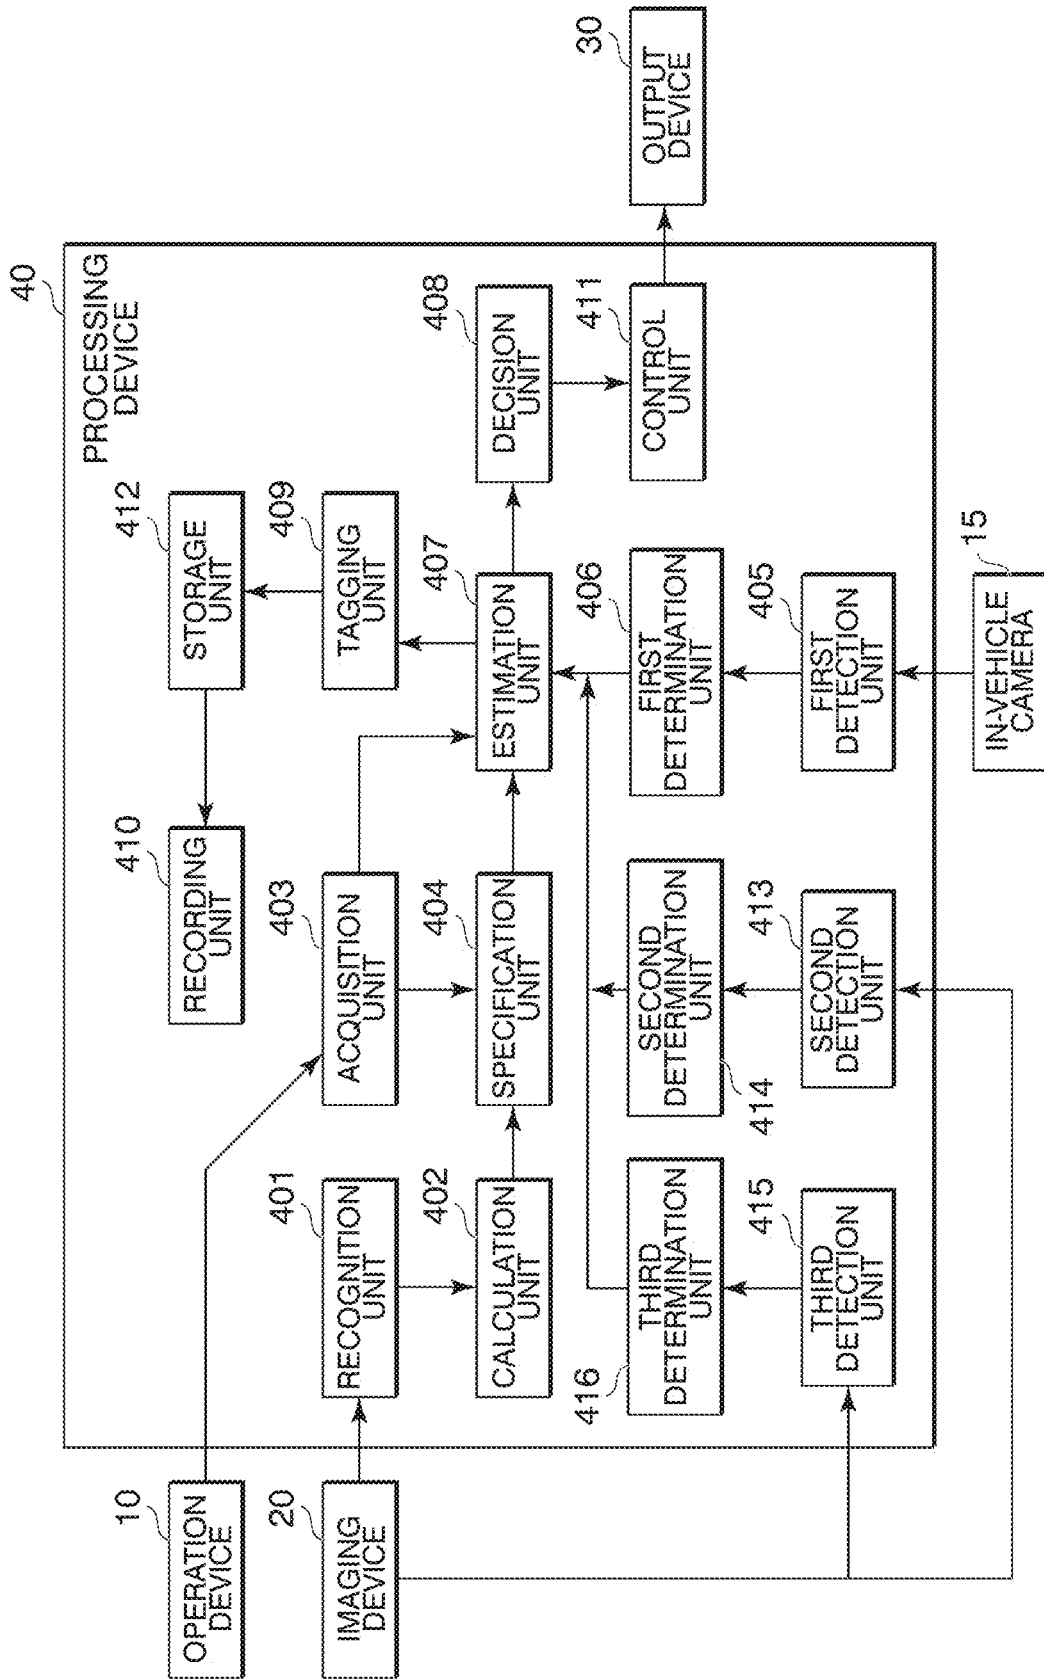 40
PROCESSING
DEVICE
10
OPERATION
DEVICE
20
IMAGING
DEVICE
401
RECOGNITION
UNIT
402
CALCULATION
UNIT
403
ACQUISITION
UNIT
404
SPECIFICATION
UNIT
410
RECORDING
UNIT
412
STORAGE
UNIT
409
TAGGING
UNIT
407
ESTIMATION
UNIT
408
DECISION
UNIT
411
CONTROL
UNIT
30
OUTPUT
DEVICE
416
THIRD
DETERMINATION
UNIT
415
THIRD
DETECTION
UNIT
414
SECOND
DETERMINATION
UNIT
413
SECOND
DETECTION
UNIT
406
FIRST
DETERMINATION
UNIT
405
FIRST
DETECTION
UNIT
15
IN-VEHICLE
CAMERA